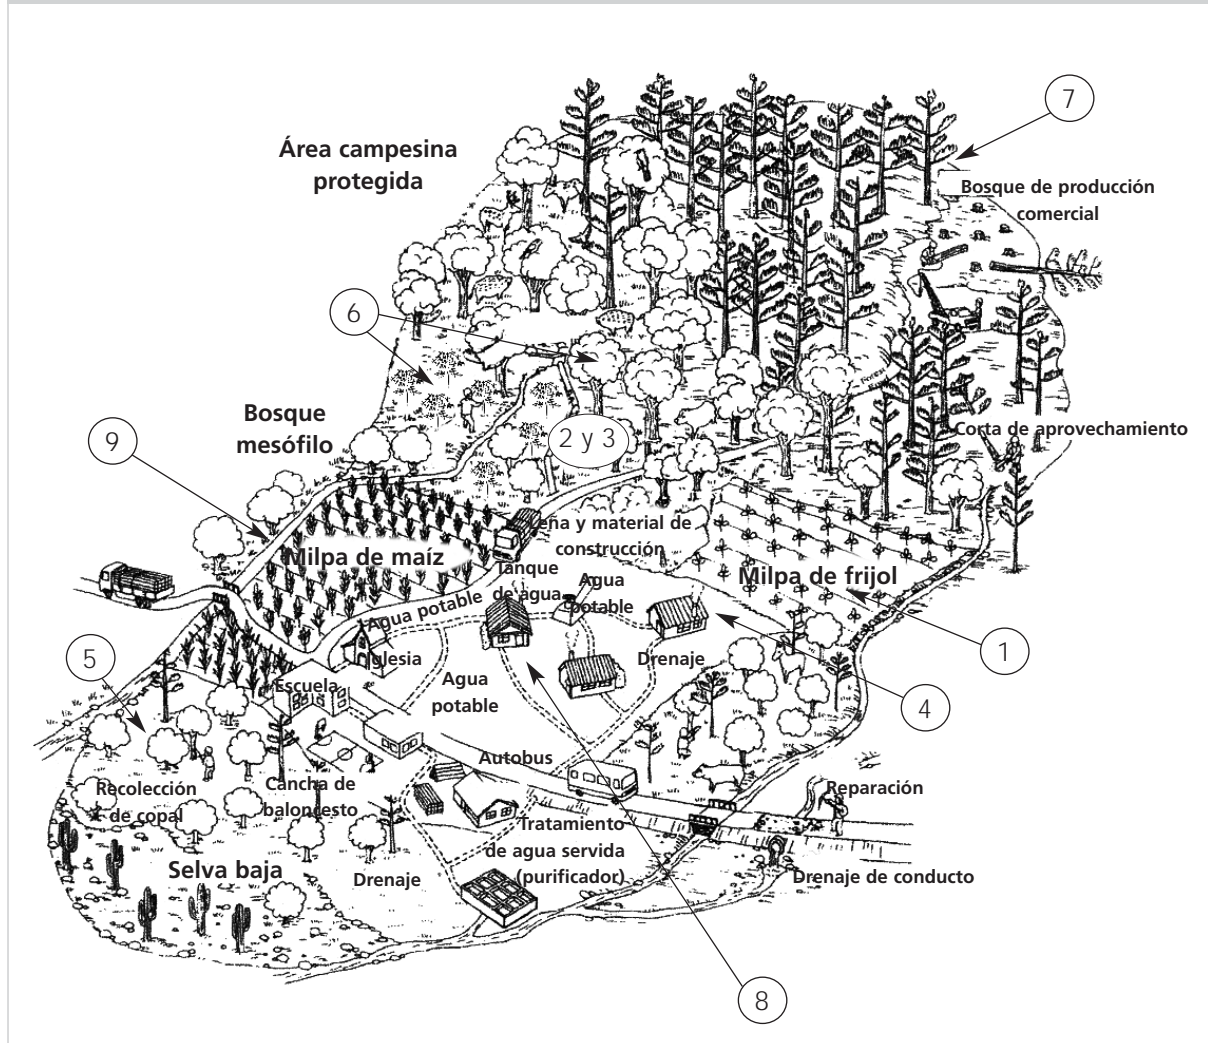 7
Área campesina
protegida
Bosque de producción
comercial
6
Bosque
mesófilo
9
2 y 3
Corta de aprovechamiento
Leña y material de
construcción
Milpa de maíz
Tanque
de agua
Agua
potable
Milpa de frijol
Agua potable
1
5
Iglesia
Drenaje
Escuela
Agua
potable
4
Autobus
Recolección
de copal
Cancha de
baloncesto
Reparación
Tratamiento
de agua servida
(purificador)
Selva baja
Drenaje
Drenaje de conducto
8